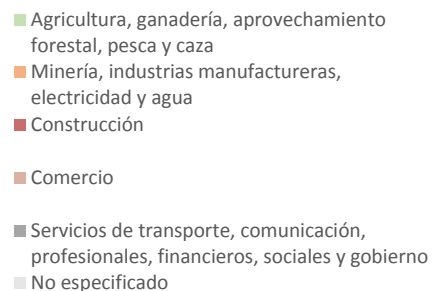 Agricultura, ganadería, aprovechamiento
forestal, pesca y caza
Minería, industrias manufactureras,
electricidad y agua
Construcción
Comercio
Servicios de transporte, comunicación,
profesionales, financieros, sociales y gobierno
No especificado